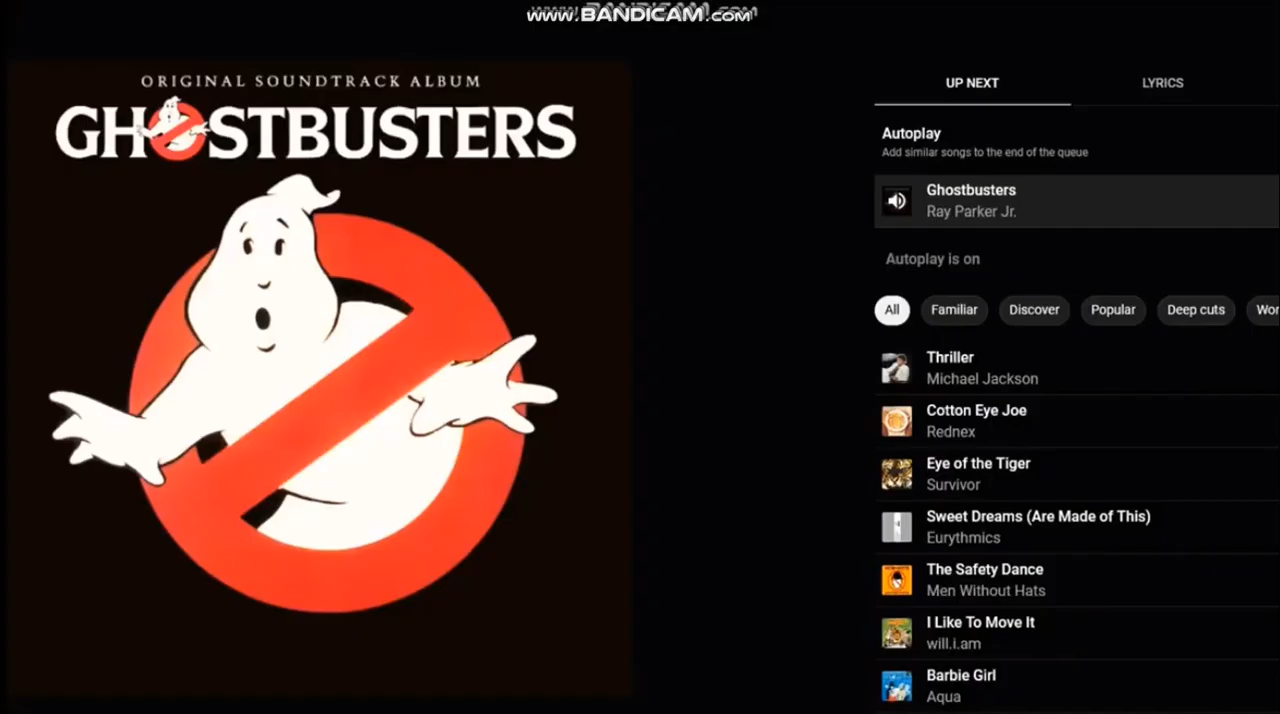 www.BANDICAM.com
ORIGINAL SOUNDTRACK ALBUM
GHOSTBUSTERS
UP NEXT
LYRICS
Autoplay
Add similar songs to the end of the queue
Ghostbusters
Ray Parker Jr.
Autoplay is on
All
Familiar
Discover
Popular
Deep cuts
Wor
Thriller
Michael Jackson
Cotton Eye Joe
Rednex
Eye of the Tiger
Survivor
Sweet Dreams (Are Made of This)
Eurythmics
The Safety Dance
Men Without Hats
I Like To Move It
will.i.am
Barbie Girl
Aqua